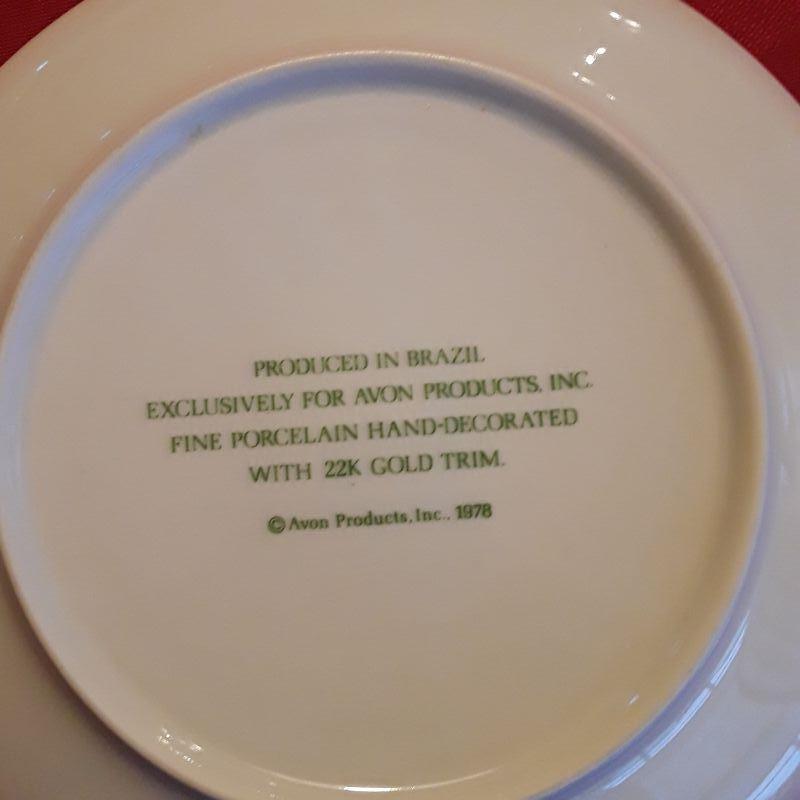 PRODUCED IN BRAZIL
EXCLUSIVELY FOR AVON PRODUCTS, INC.
FINE PORCELAIN HAND-DECORATED
WITH 22K GOLD TRIM.
© Avon Products, Inc., 1978